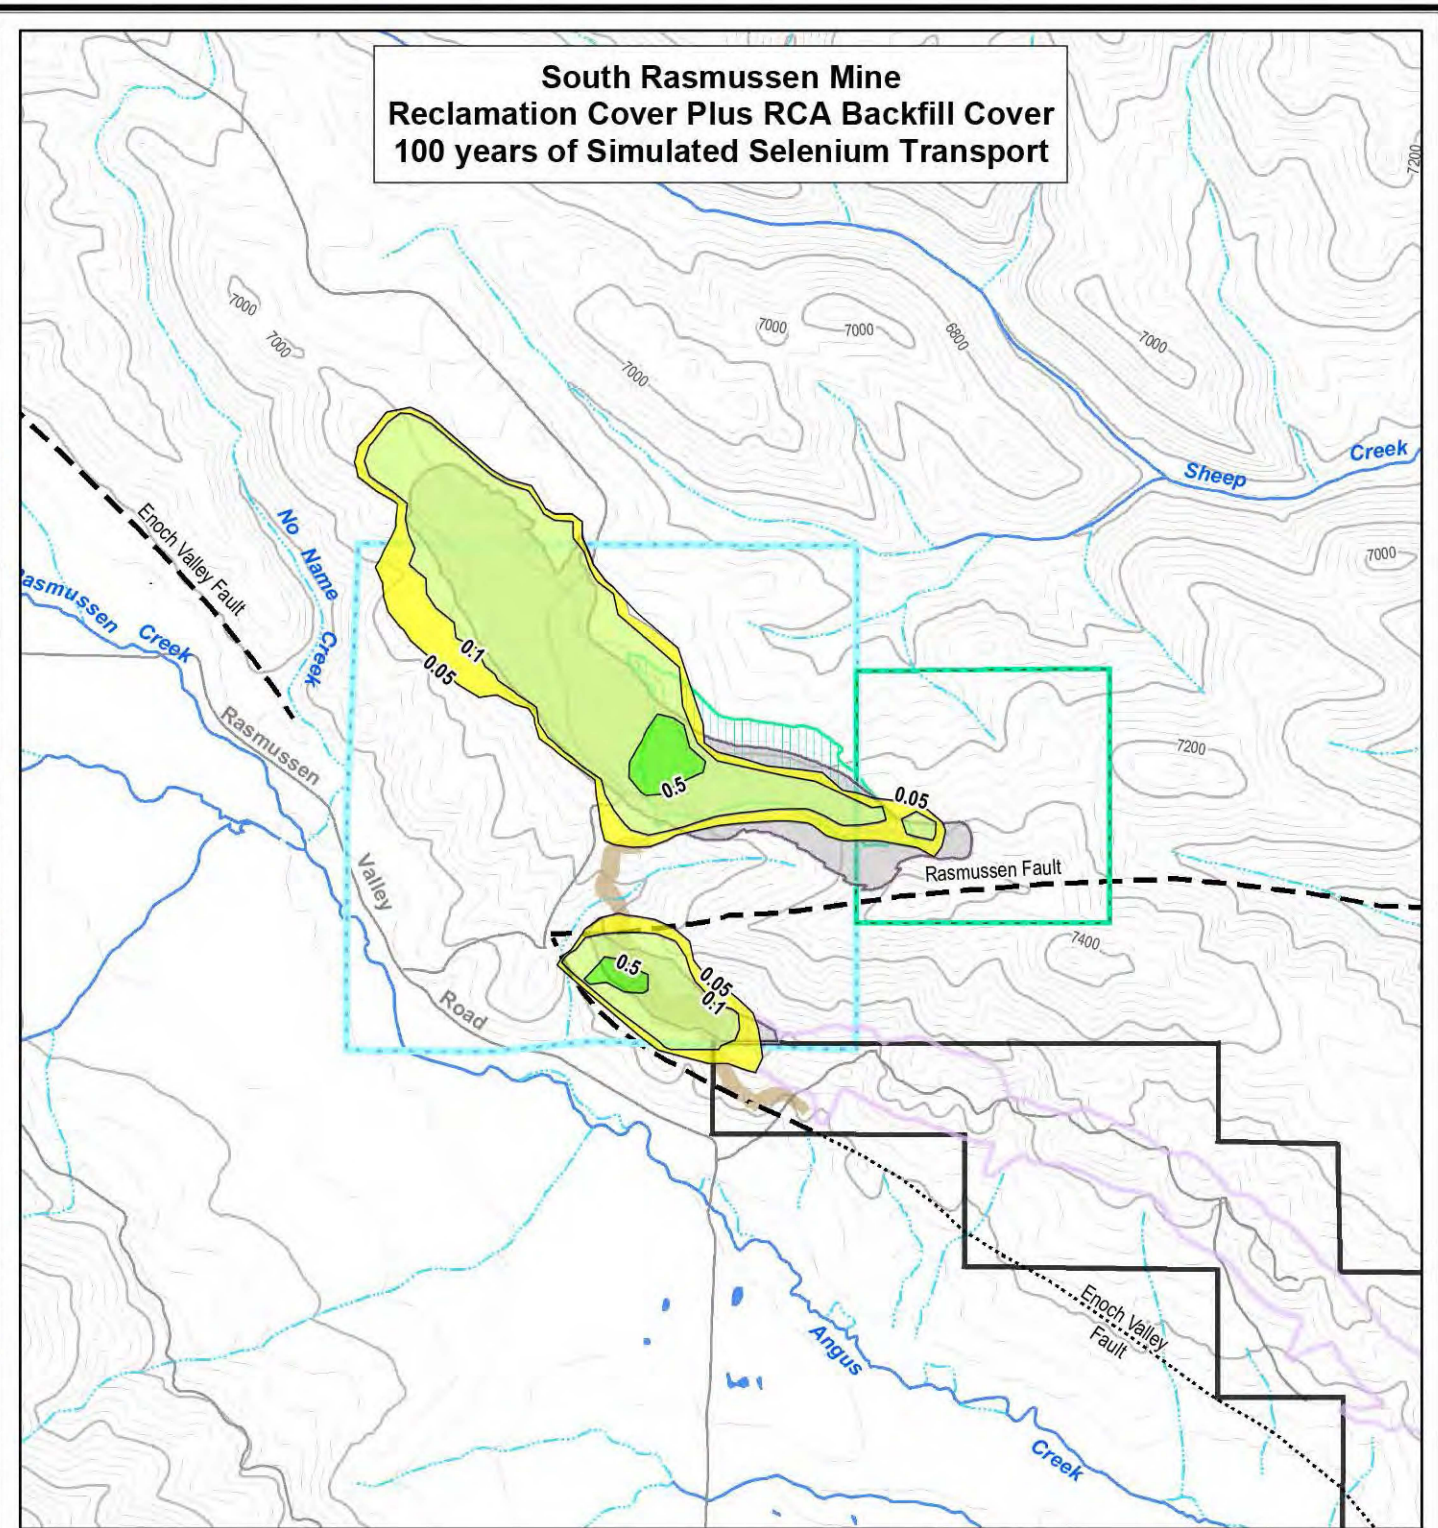 South Rasmussen Mine
Reclamation Cover Plus RCA Backfill Cover
100 years of Simulated Selenium Transport
7200
7000
7000
7000
7000
7000
6800
7000
Sheep
Creek
7000
Enoch Valley Fault
No Name
Creek
Rasmussen
Creek
0.1
0.05
Rasmussen
Valley
Road
7200
0.5
0.05
Rasmussen Fault
7400
0.5
0.05
0.1
Enoch Valley
Fault
Angus
Creek